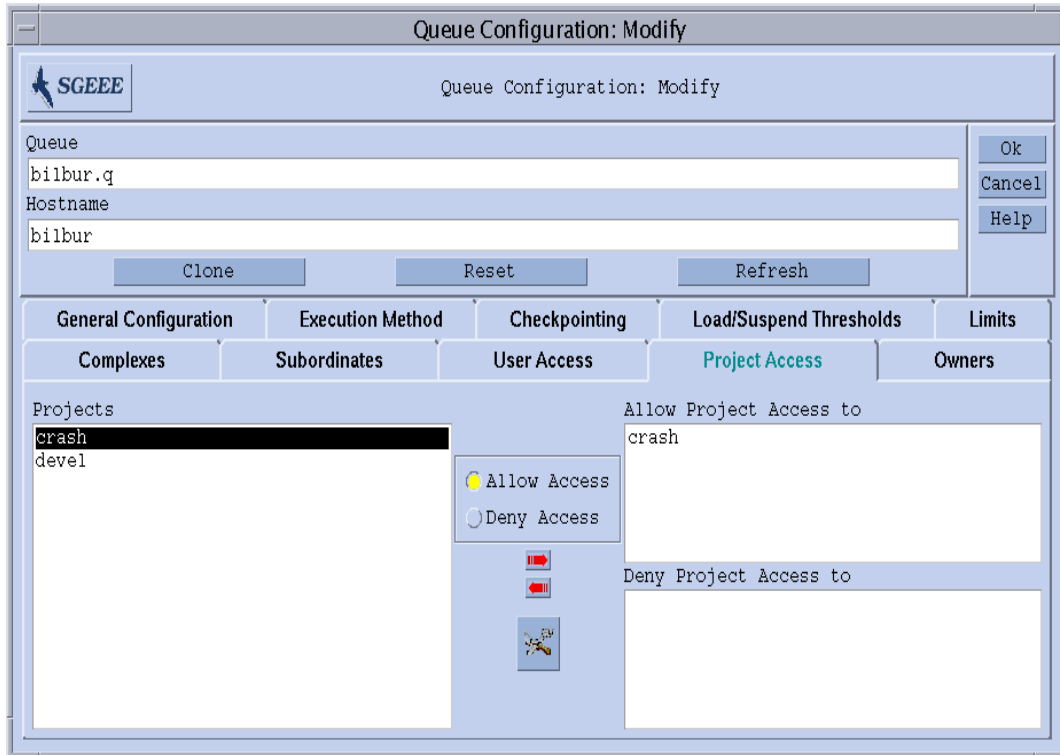 Queue Configuration: Modify
SGEEE
Queue Configuration: Modify
Queue
bilbur.q
Hostname
bilbur
Ok
Cancel
Help
Clone Reset Refresh
General Configuration Execution Method Checkpointing Load/Suspend Thresholds Limits
Complexes Subordinates User Access Project Access Owners
Projects
crash
devel
Allow Access
Deny Access
Allow Project Access to
crash
Deny Project Access to